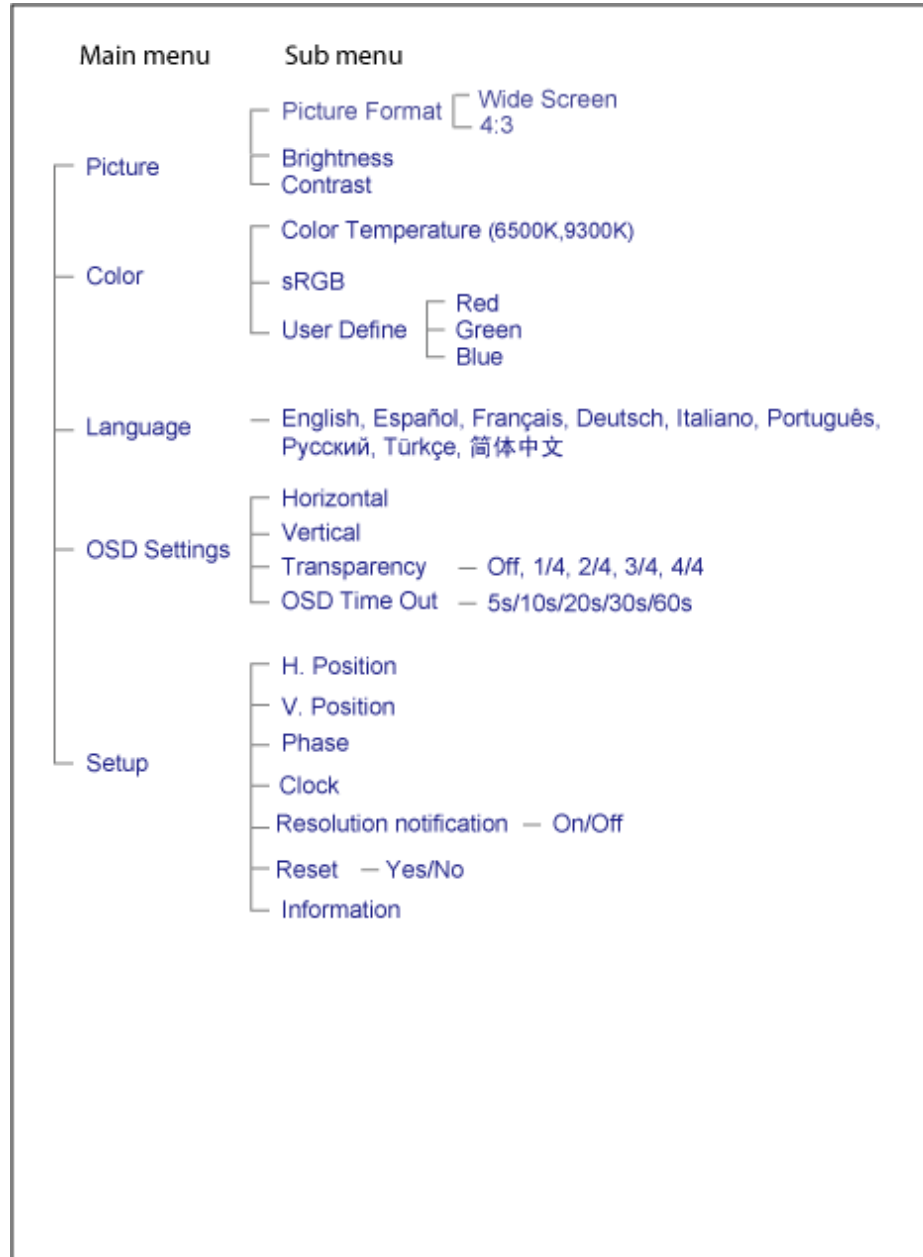 Main menu Sub menu
Picture Format Wide Screen
4:3
Picture Brightness
Contrast
Color Temperature (6500K,9300K)
Color sRGB
Red
User Define Green
Blue
Language English, Español, Français, Deutsch, Italiano, Português,
Русский, Türkçe, 简体中文
Horizontal
Vertical
OSD Settings Transparency Off, 1/4, 2/4, 3/4, 4/4
OSD Time Out 5s/10s/20s/30s/60s
H. Position
V. Position
Phase
Setup Clock
Resolution notification On/Off
Reset Yes/No
Information